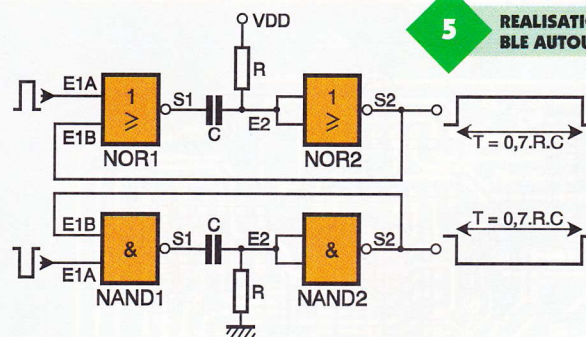 5
REALISATI
BLE AUTOU
VDD
R
E1A
1
≥
S1
C
E2
1
≥
S2
E1B
NOR1
NOR2
T = 0,7.R.C
E1B
&
S1
C
E2
&
S2
T = 0,7.R.C
E1A
R
NAND1
NAND2